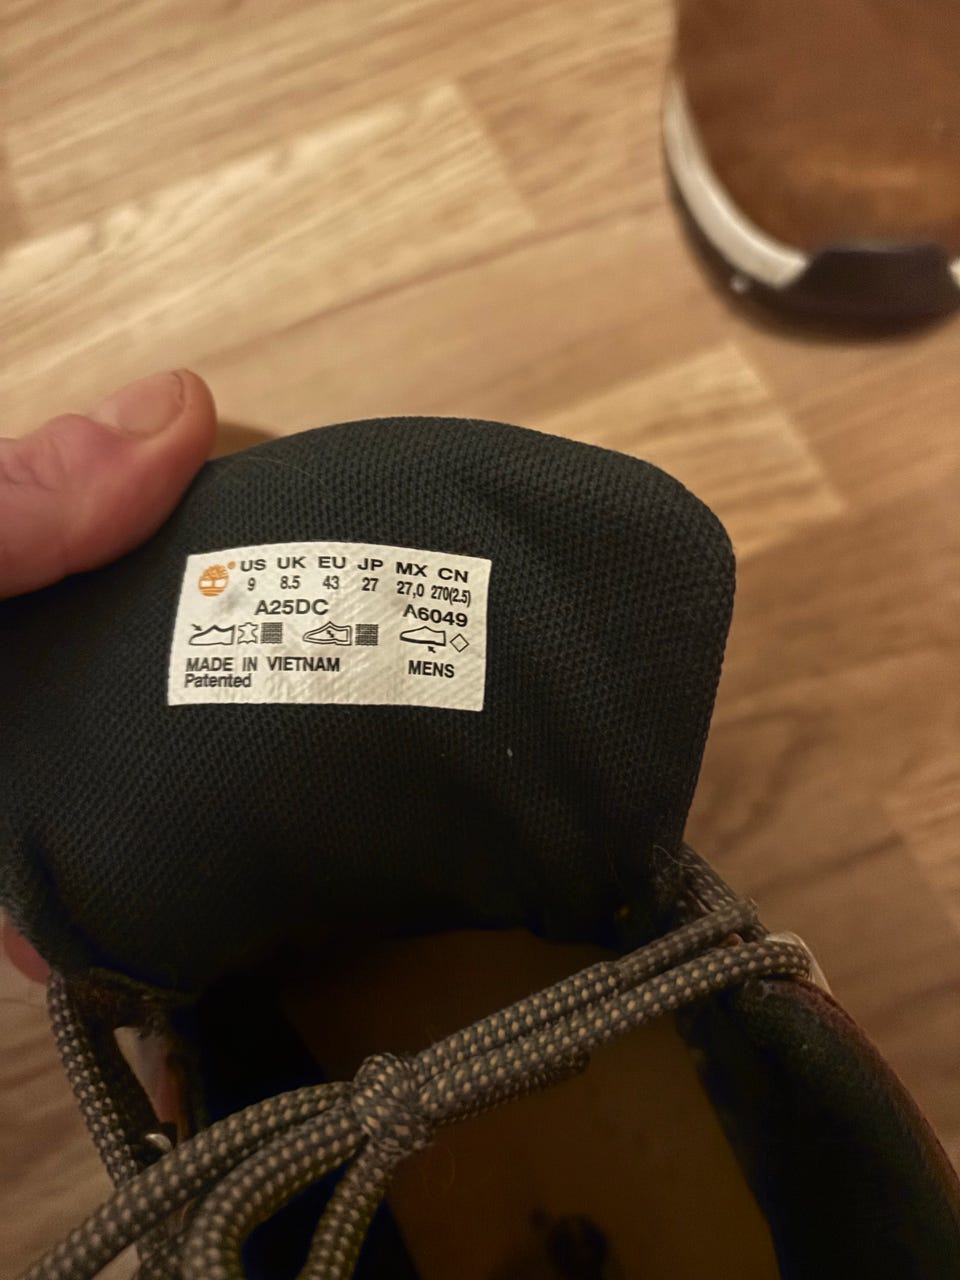 US UK EU JP MX CN
9 8.5 43 27 27,0 270(2.5)
A25DC A6049
MADE IN VIETNAM MENS
Patented